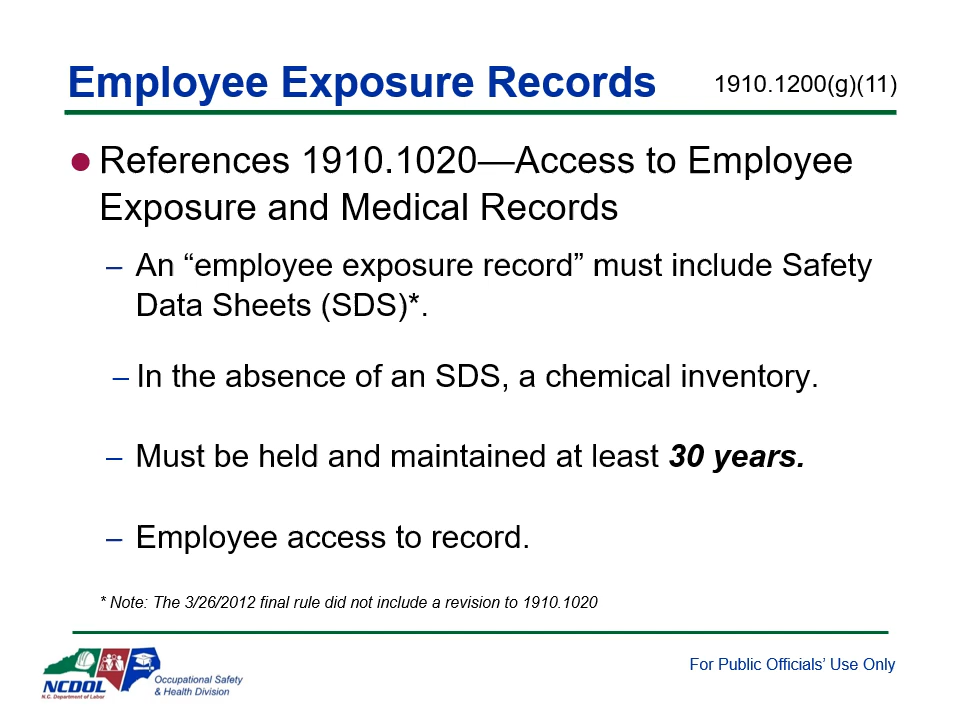 Employee Exposure Records
1910.1200(g)(11)
● References 1910.1020—Access to Employee
Exposure and Medical Records
– An “employee exposure record” must include Safety
Data Sheets (SDS)*.
– In the absence of an SDS, a chemical inventory.
– Must be held and maintained at least 30 years.
– Employee access to record.
* Note: The 3/26/2012 final rule did not include a revision to 1910.1020
NCDOL
N.C. Department of Labor
Occupational Safety
& Health Division
For Public Officials’ Use Only